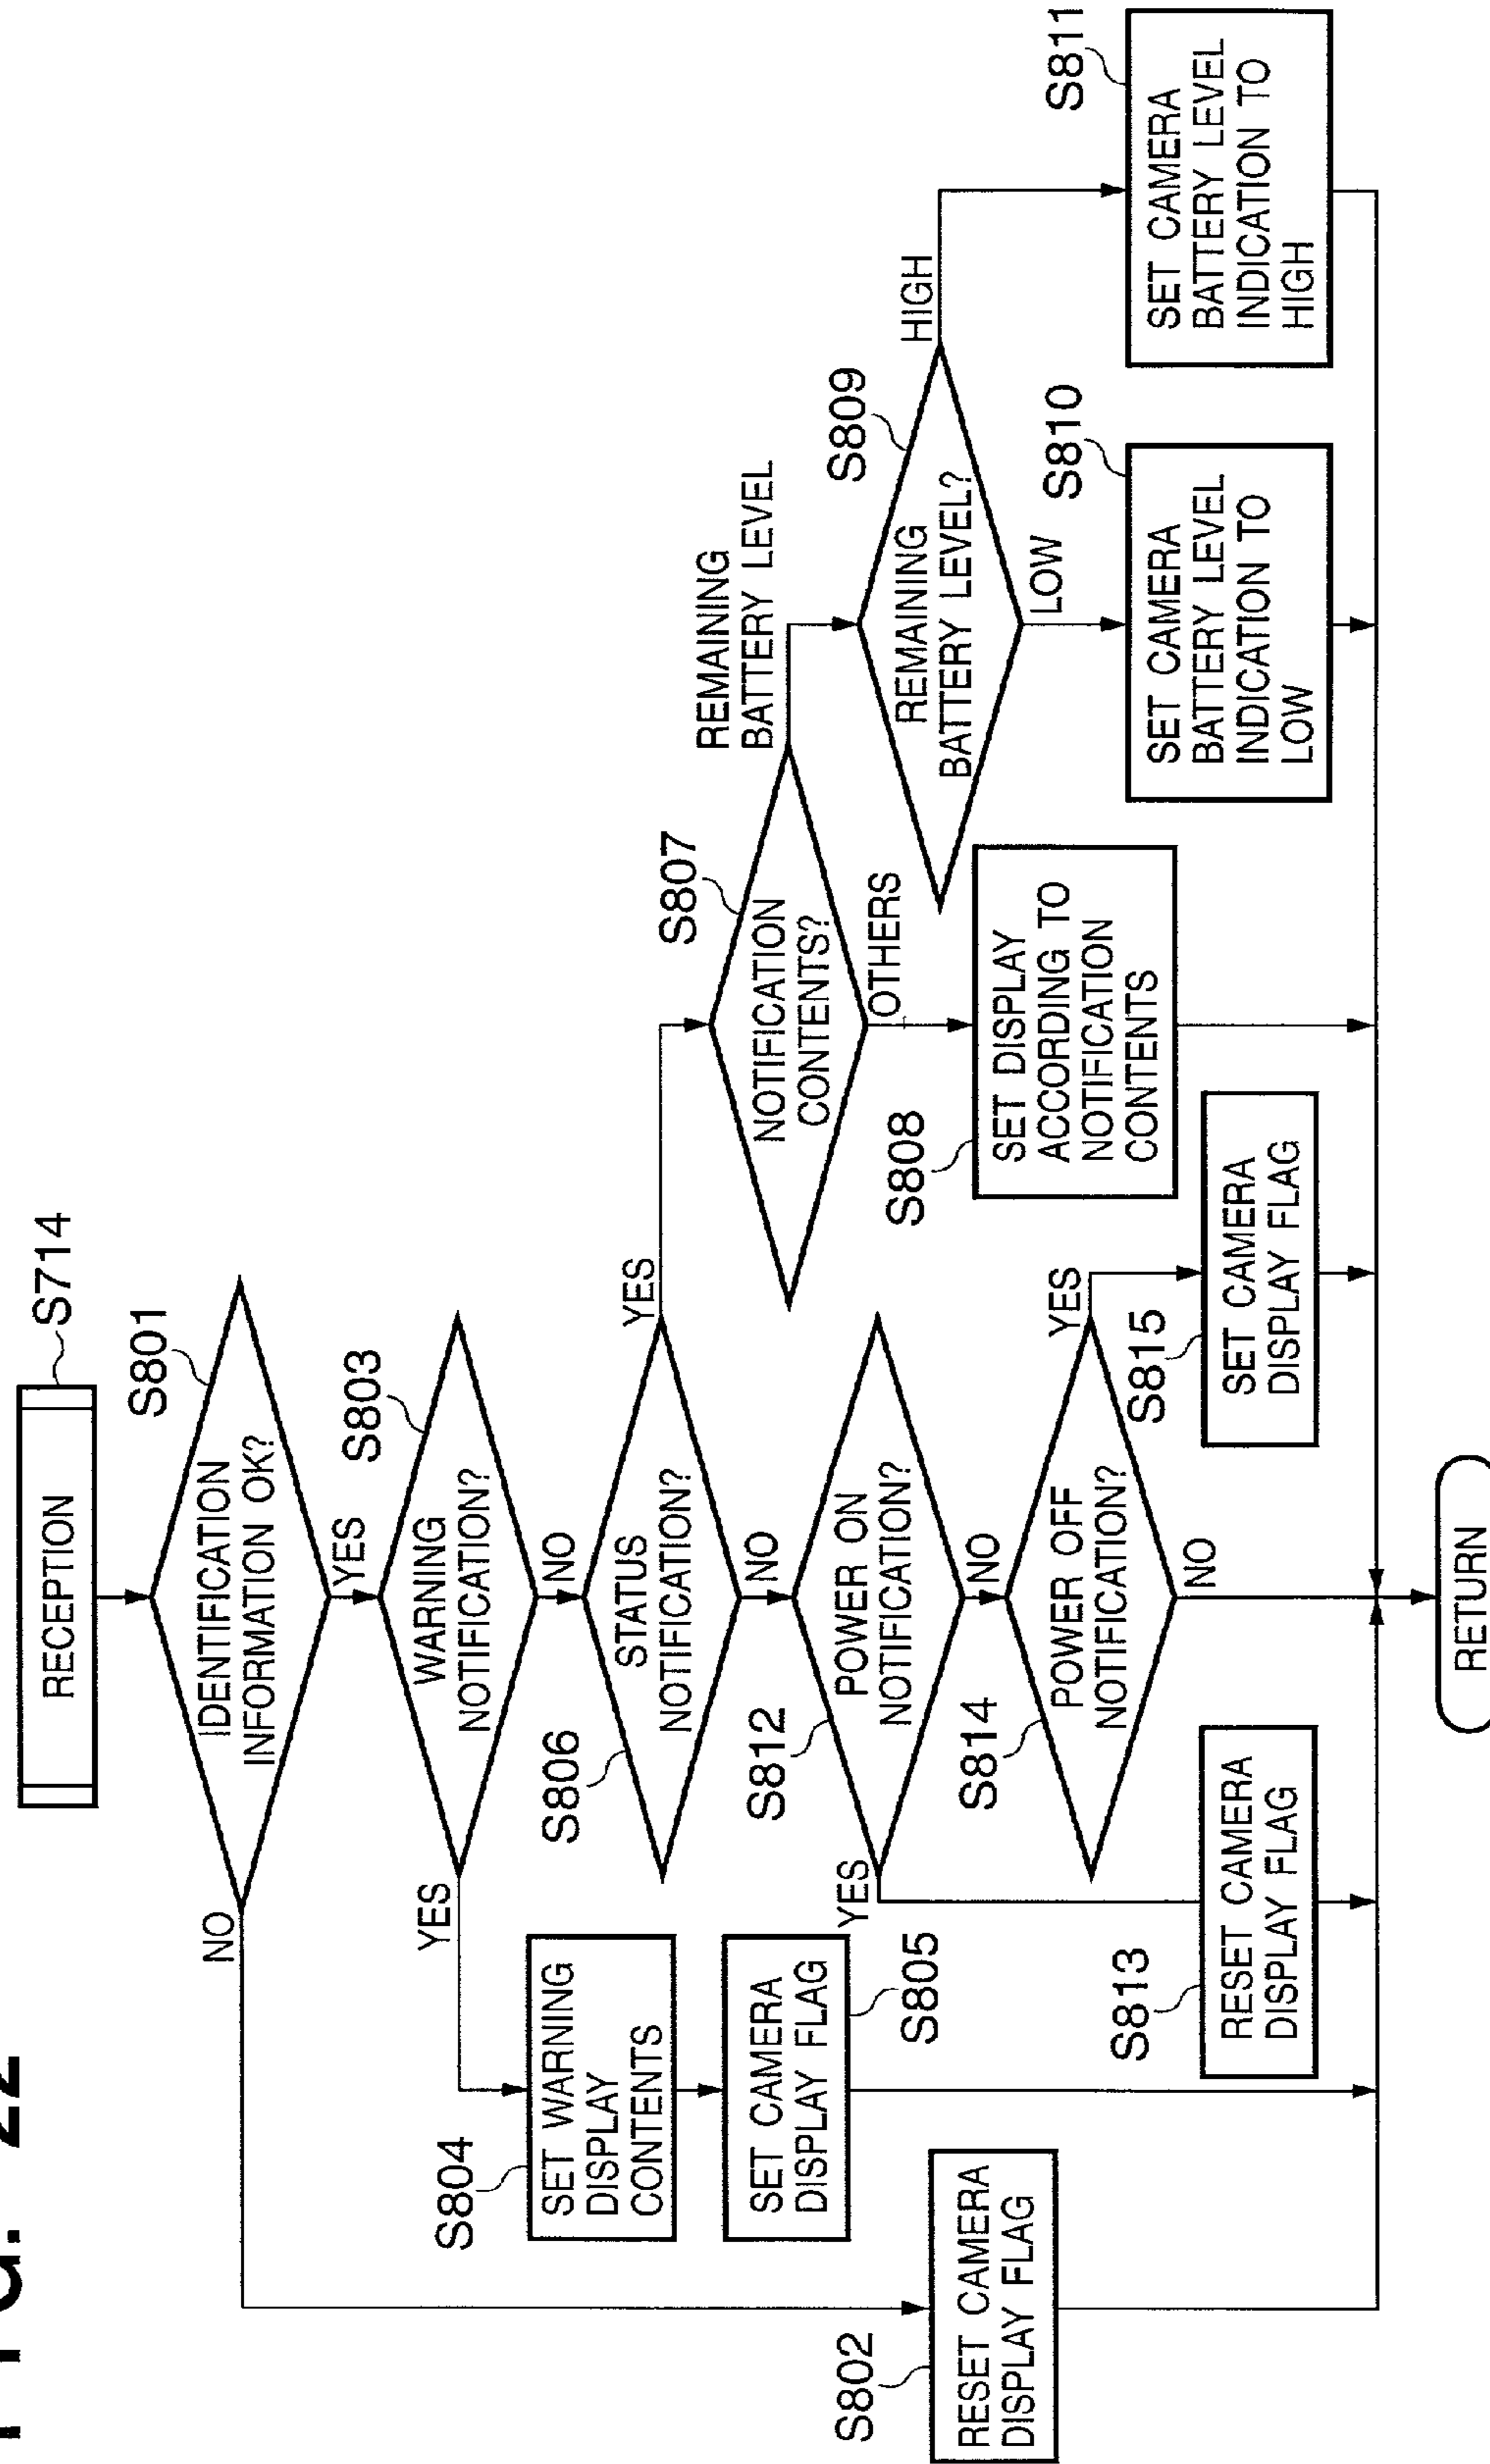 FIG. 22
RECEPTION
S714
S801
IDENTIFICATION
INFORMATION OK?
NO
YES
S803
WARNING
NOTIFICATION?
YES
NO
S804
SET WARNING
DISPLAY
CONTENTS
SET CAMERA
DISPLAY FLAG
S805
S802
RESET CAMERA
DISPLAY FLAG
S806
STATUS
NOTIFICATION?
YES
NO
S807
NOTIFICATION
CONTENTS?
REMAINING
BATTERY LEVEL
OTHERS
S808
SET DISPLAY
ACCORDING TO
NOTIFICATION
CONTENTS
S809
REMAINING
BATTERY LEVEL?
HIGH
LOW
S810
SET CAMERA
BATTERY LEVEL
INDICATION TO
LOW
S811
SET CAMERA
BATTERY LEVEL
INDICATION TO
HIGH
S812
POWER ON
NOTIFICATION?
YES
NO
S813
RESET CAMERA
DISPLAY FLAG
S814
POWER OFF
NOTIFICATION?
YES
NO
S815
SET CAMERA
DISPLAY FLAG
RETURN